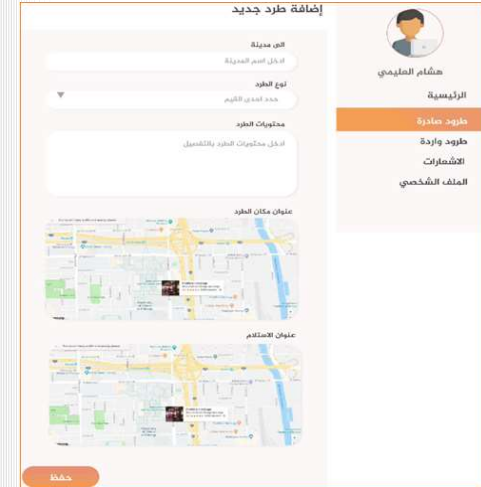 إضافة طرد جديد
الى مدينة
ادخل اسم المدينة
نوع الطرد
حدد احدى القيم
محتويات الطرد
ادخل محتويات الطرد بالتفصيل
عنوان مكان الطرد
عنوان الاستلام
حفظ
هشام العليمي
الرئيسية
طرود صادرة
طرود واردة
الاشعارات
الملف الشخصي